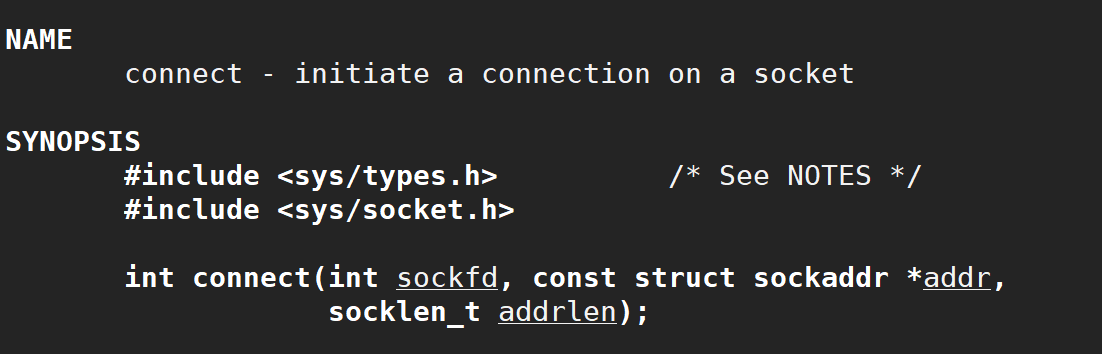 NAME
connect - initiate a connection on a socket
SYNOPSIS
#include <sys/types.h>          /* See NOTES */
#include <sys/socket.h>
int connect(int sockfd, const struct sockaddr *addr,
socklen_t addrlen);